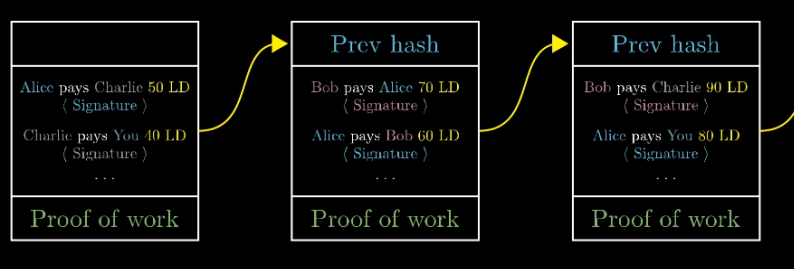 Alice pays Charlie 50 LD
⟨ Signature ⟩
Charlie pays You 40 LD
⟨ Signature ⟩
...
Proof of work
Prev hash
Bob pays Alice 70 LD
⟨ Signature ⟩
Alice pays Bob 60 LD
⟨ Signature ⟩
...
Proof of work
Prev hash
Bob pays Charlie 90 LD
⟨ Signature ⟩
Alice pays You 80 LD
⟨ Signature ⟩
...
Proof of work